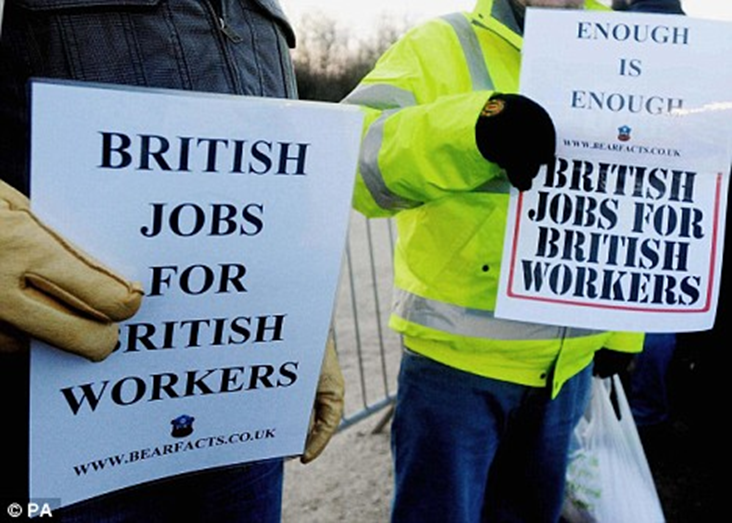 BRITISH
JOBS
FOR
BRITISH
WORKERS
WWW.BEARFACTS.CO.UK
ENOUGH
IS
ENOUGH
WWW.BEARFACTS.CO.UK
BRITISH
JOBS FOR
BRITISH
WORKERS
© PA